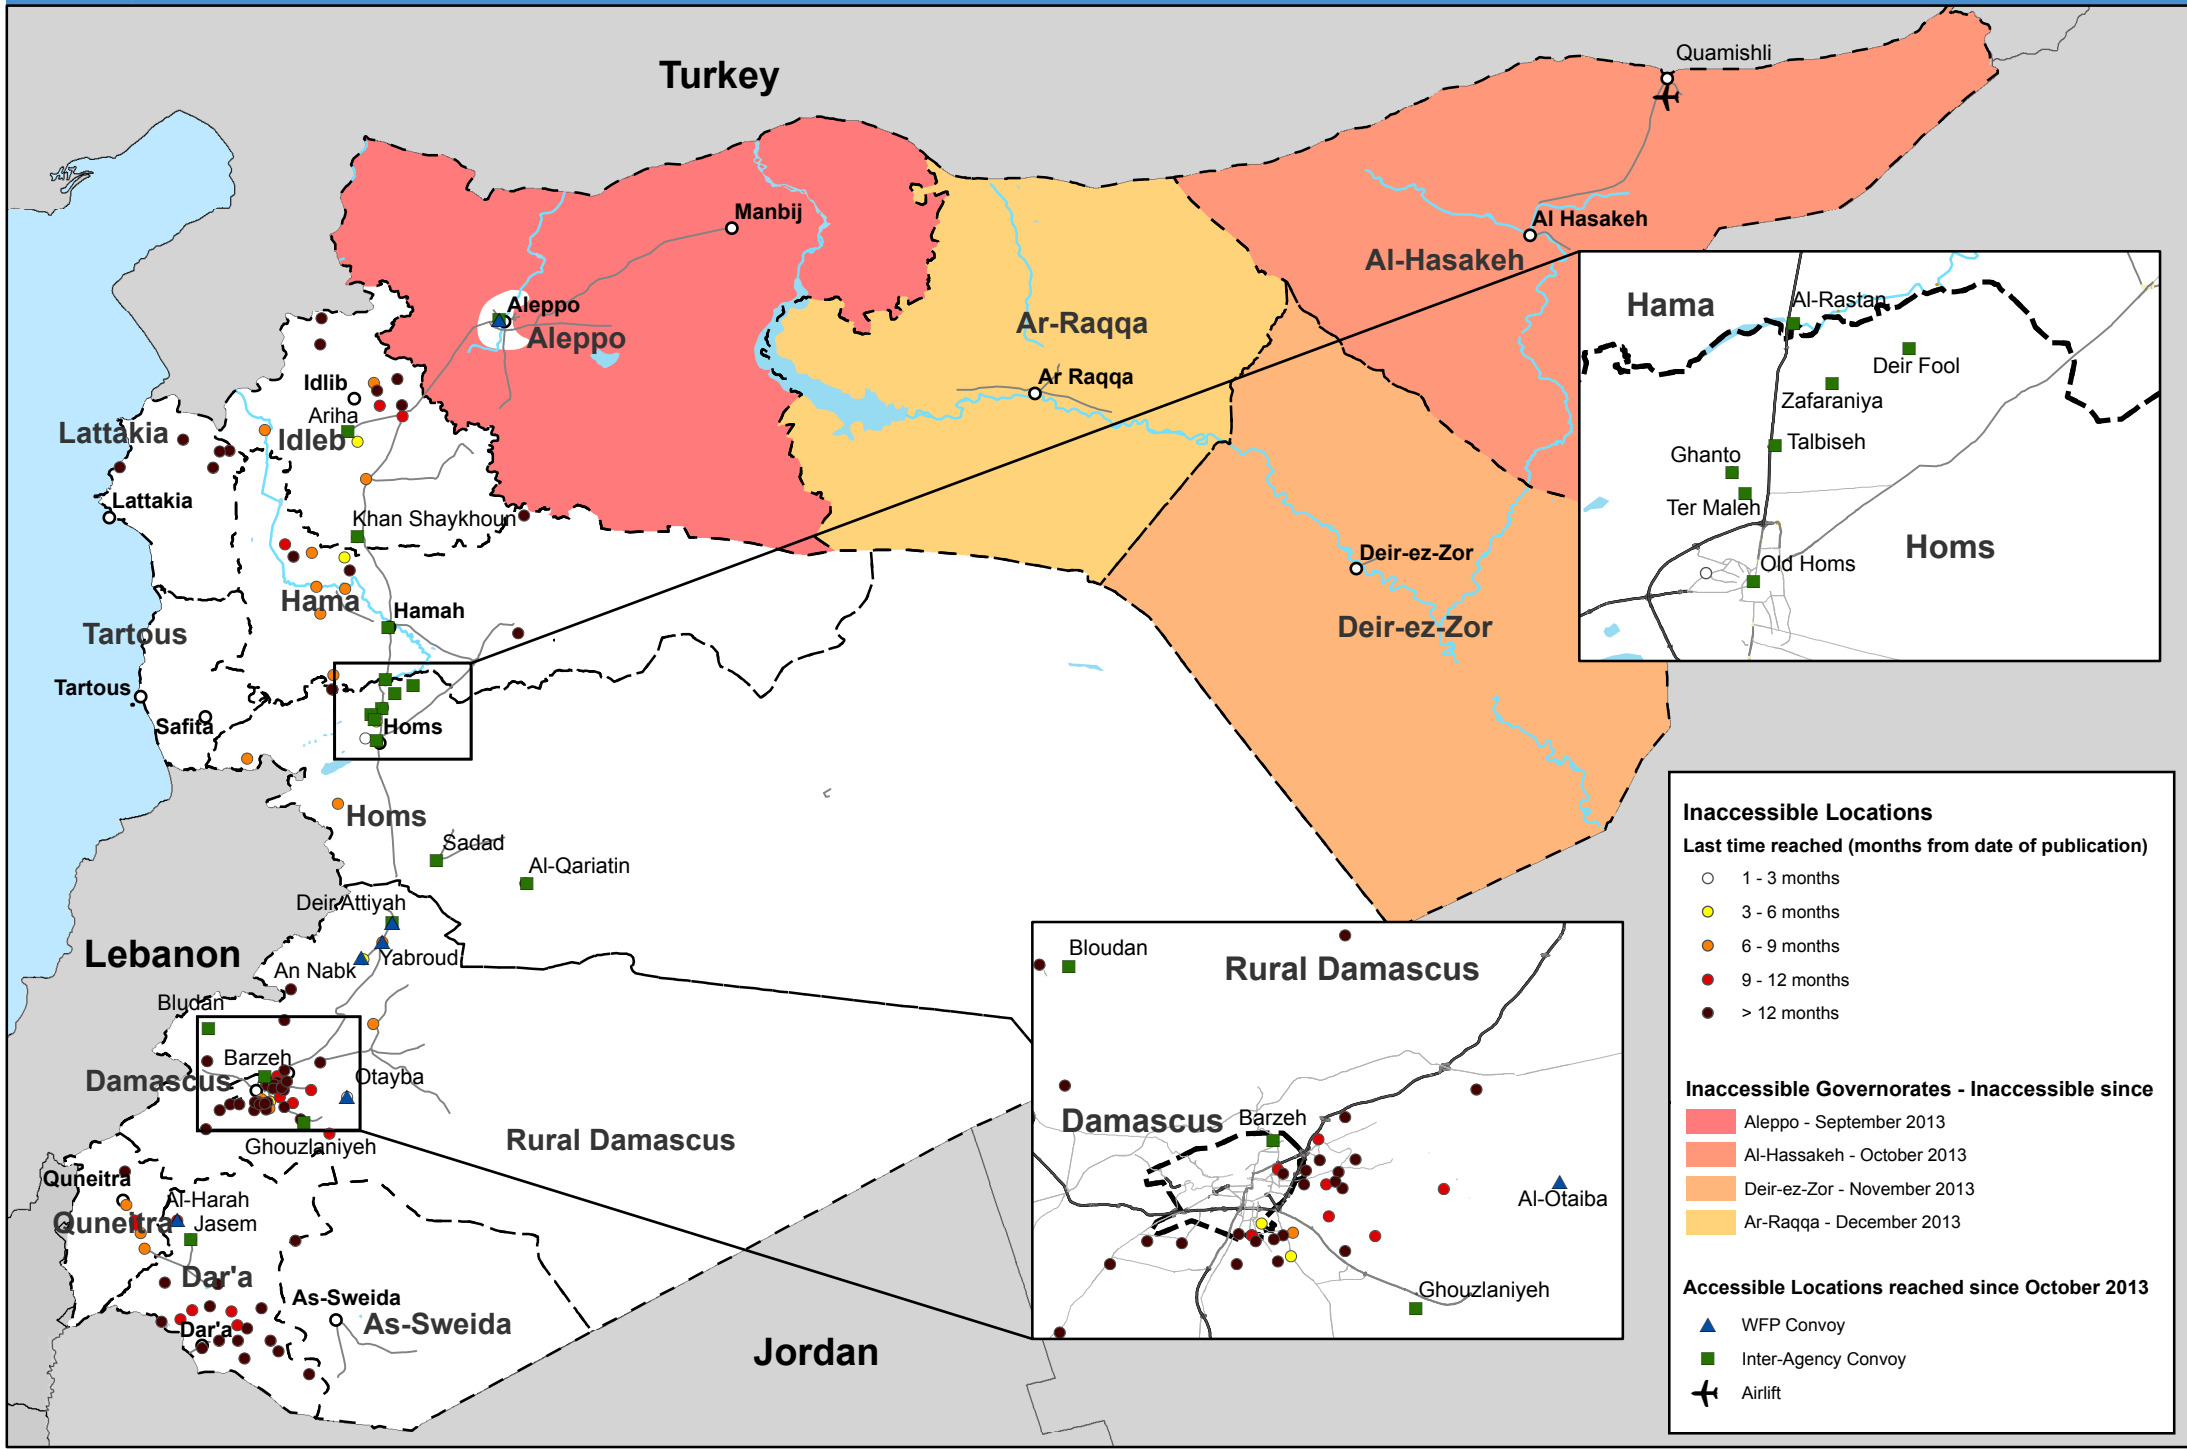 Turkey
Quamishli
Manbij
Al Hasakeh
Al-Hasakeh
Aleppo
Aleppo
Ar-Raqqa
Ar Raqqa
Idlib
Ariha
Idleb
Lattakia
Lattakia
Khan Shaykhoun
Deir-ez-Zor
Deir-ez-Zor
Hama
Hamah
Tartous
Tartous
Safita
Homs
Homs
Sadad
Al-Qariatin
Deir Attiyah
Lebanon
An Nabk
Yabroud
Bludan
Barzeh
Damascus
Otayba
Ghouzlaniyeh
Rural Damascus
Quneitra
Al-Harah
Quneitra
Jasem
Dar'a
As-Sweida
As-Sweida
Dar'a
Jordan
Hama
Al-Rastan
Deir Fool
Zafaraniya
Talbiseh
Ghanto
Ter Maleh
Old Homs
Homs
Bloudan
Rural Damascus
Damascus
Barzeh
Al-Otaiba
Ghouzlaniyeh
Inaccessible Locations
Last time reached (months from date of publication)
1 - 3 months
3 - 6 months
6 - 9 months
9 - 12 months
> 12 months
Inaccessible Governorates - Inaccessible since
Aleppo - September 2013
Al-Hassakeh - October 2013
Deir-ez-Zor - November 2013
Ar-Raqqa - December 2013
Accessible Locations reached since October 2013
WFP Convoy
Inter-Agency Convoy
Airlift